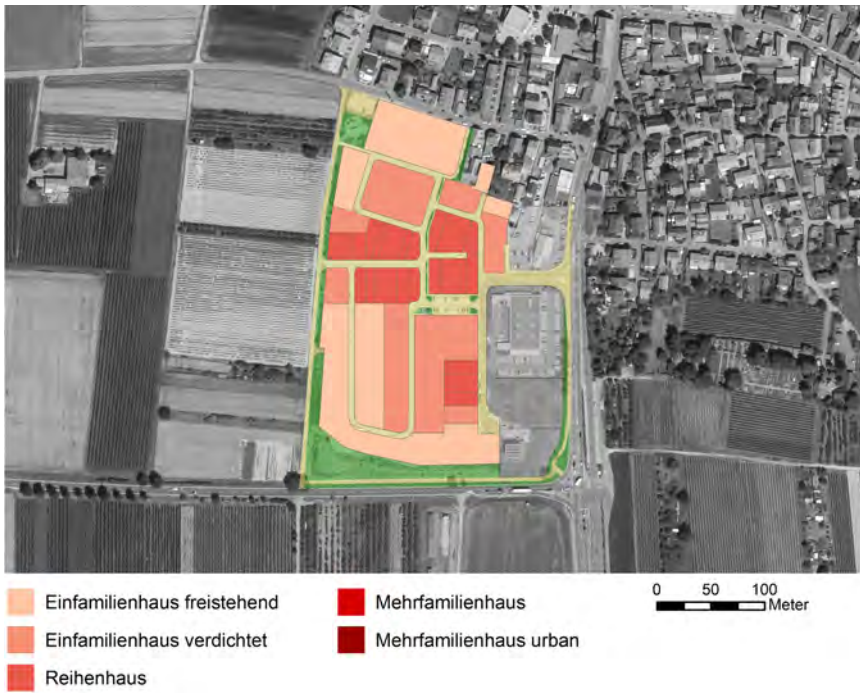 Einfamilienhaus freistehend
Einfamilienhaus verdichtet
Reihenhaus
Mehrfamilienhaus
Mehrfamilienhaus urban
0 50 100
Meter